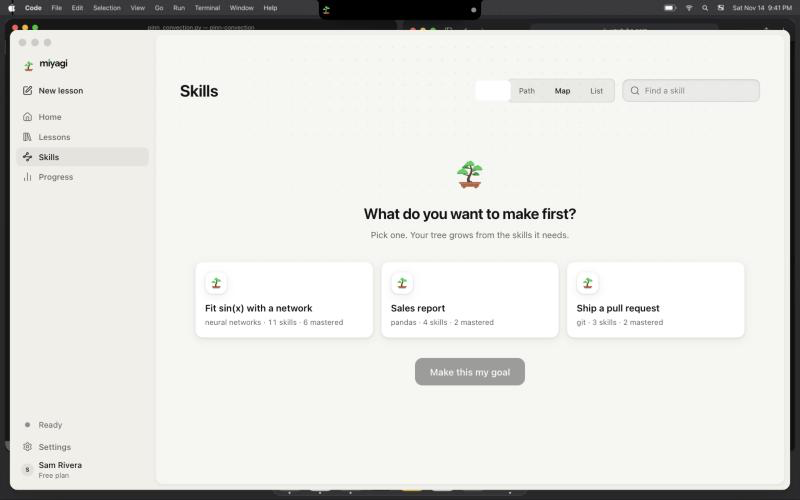 Code File Edit Selection View Go Run Terminal Window Help Sat Nov 14 9:41 PM
pinn_convection.py — pinn-convection
miyagi
New lesson
Home
Lessons
Skills
Progress
Skills
Path Map List
Find a skill
What do you want to make first?
Pick one. Your tree grows from the skills it needs.
Fit sin(x) with a network
neural networks · 11 skills · 6 mastered
Sales report
pandas · 4 skills · 2 mastered
Ship a pull request
git · 3 skills · 2 mastered
Make this my goal
Ready
Settings
S
Sam Rivera
Free plan